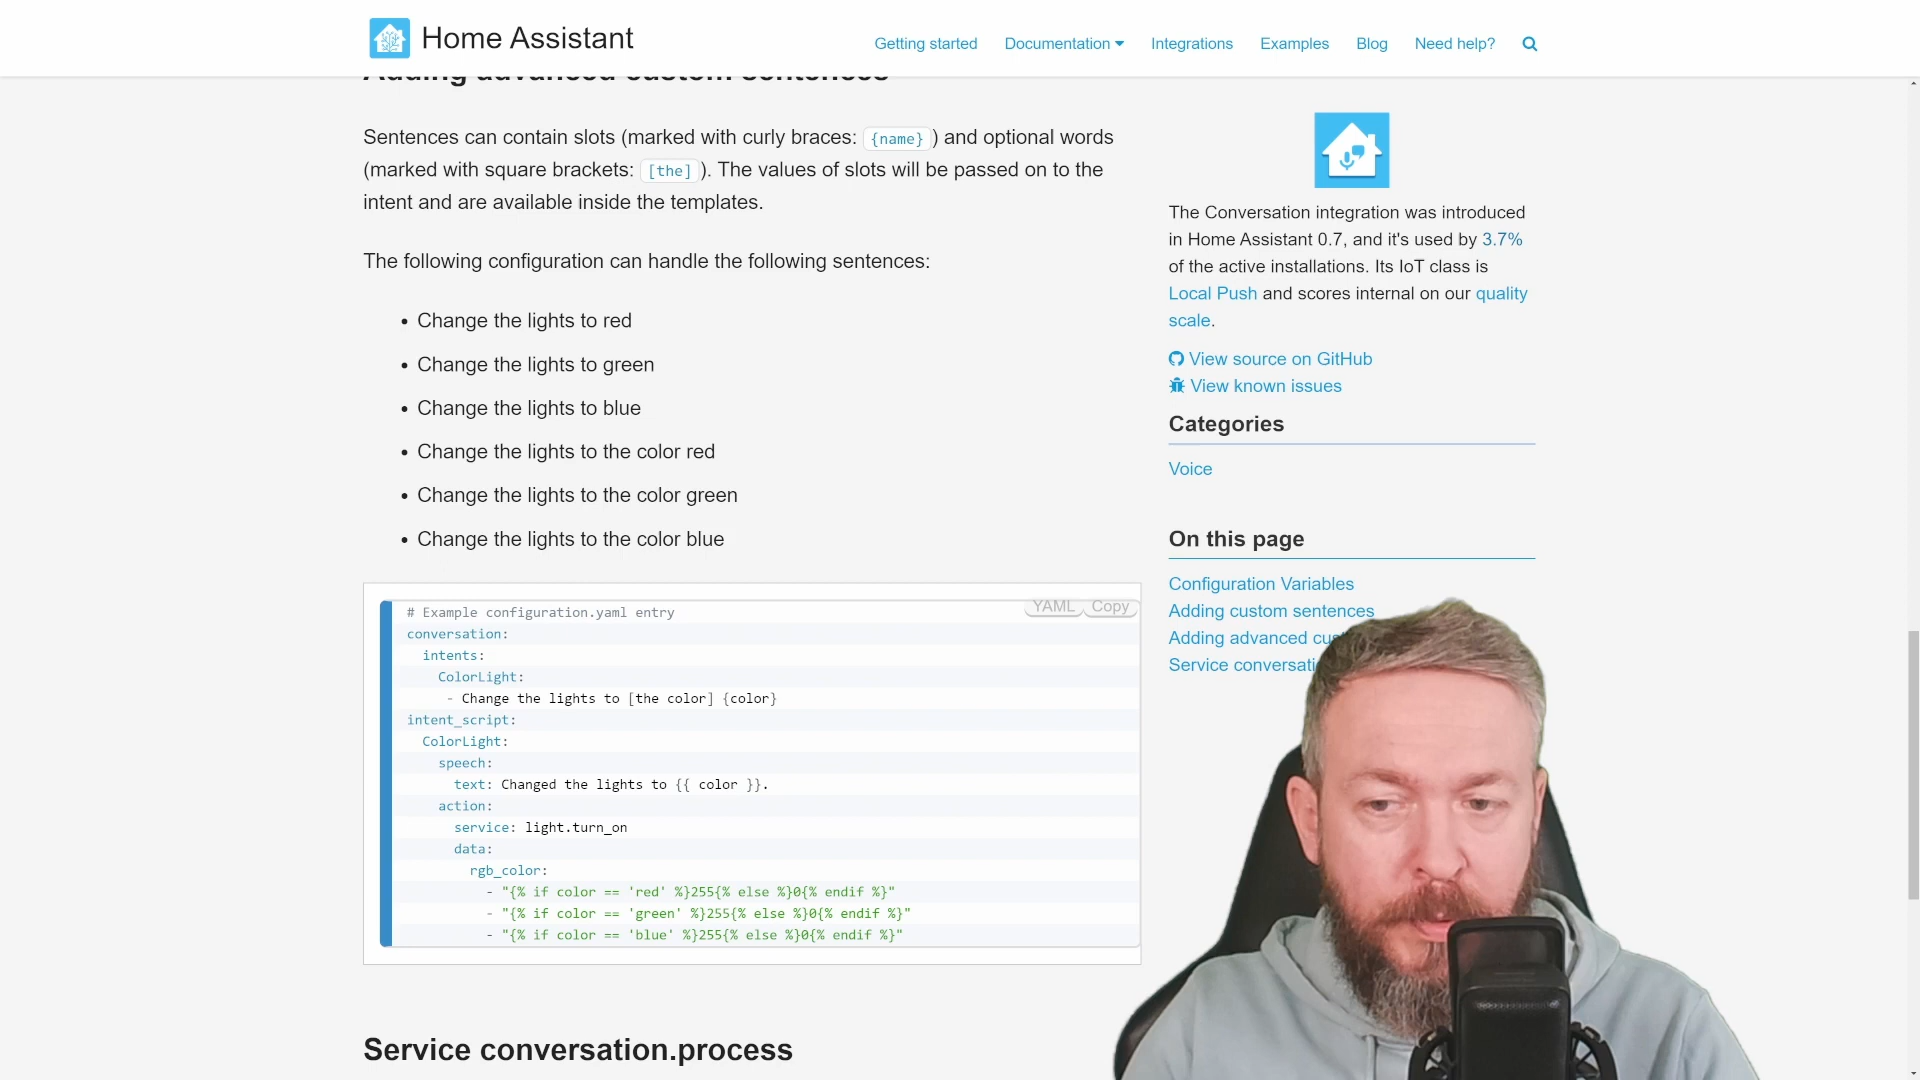 Home Assistant
Getting started
Documentation
Integrations
Examples
Blog
Need help?
Adding advanced custom sentences
Sentences can contain slots (marked with curly braces: {name} ) and optional words
(marked with square brackets: [the] ). The values of slots will be passed on to the
intent and are available inside the templates.
The following configuration can handle the following sentences:
Change the lights to red
Change the lights to green
Change the lights to blue
Change the lights to the color red
Change the lights to the color green
Change the lights to the color blue
YAML
Copy
# Example configuration.yaml entry
conversation:
intents:
ColorLight:
- Change the lights to [the color] {color}
intent_script:
ColorLight:
speech:
text: Changed the lights to {{ color }}.
action:
service: light.turn_on
data:
rgb_color:
- "{% if color == 'red' %}255{% else %}0{% endif %}"
- "{% if color == 'green' %}255{% else %}0{% endif %}"
- "{% if color == 'blue' %}255{% else %}0{% endif %}"
Service conversation.process
The Conversation integration was introduced
in Home Assistant 0.7, and it's used by 3.7%
of the active installations. Its IoT class is
Local Push and scores internal on our quality
scale.
View source on GitHub
View known issues
Categories
Voice
On this page
Configuration Variables
Adding custom sentences
Adding advanced cus
Service conversati